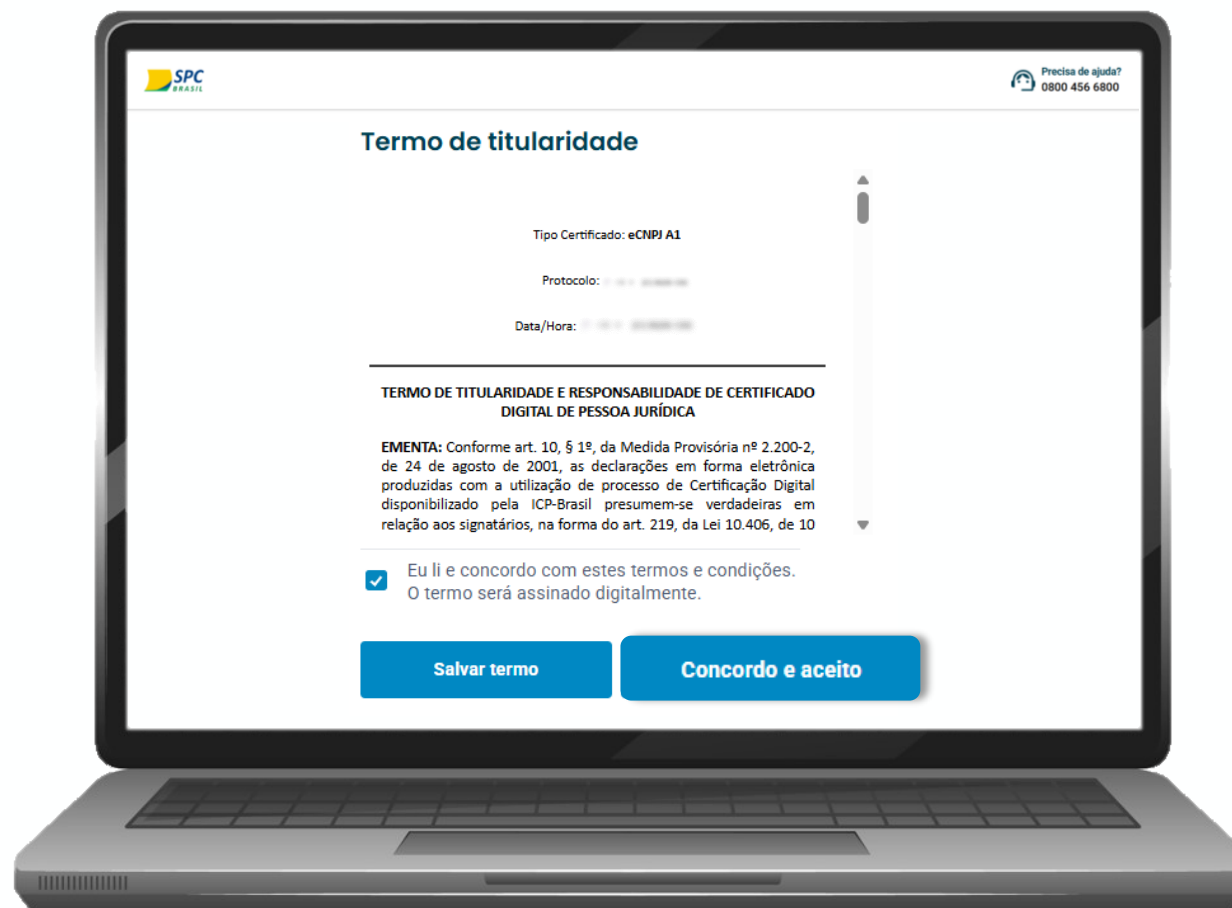 SPC
BRASIL
Precisa de ajuda?
0800 456 6800
Termo de titularidade
Tipo Certificado: eCNPJ A1
Protocolo:
Data/Hora:
TERMO DE TITULARIDADE E RESPONSABILIDADE DE CERTIFICADO
DIGITAL DE PESSOA JURÍDICA
EMENTA: Conforme art. 10, § 1º, da Medida Provisória nº 2.200-2,
de 24 de agosto de 2001, as declarações em forma eletrônica
produzidas com a utilização de processo de Certificação Digital
disponibilizado pela ICP-Brasil presumem-se verdadeiras em
relação aos signatários, na forma do art. 219, da Lei 10.406, de 10
Eu li e concordo com estes termos e condições.
O termo será assinado digitalmente.
Salvar termo
Concordo e aceito